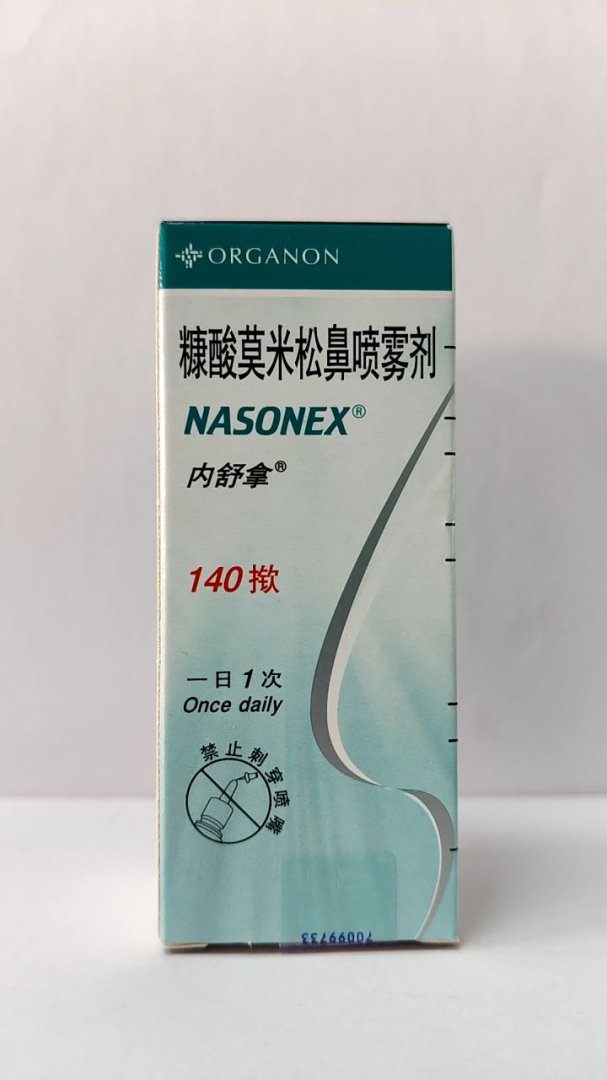 ORGANON
糠酸莫米松鼻喷雾剂
NASONEX®
内舒拿®
140揿
一日1次
Once daily
禁止刺穿喷嘴
70099733